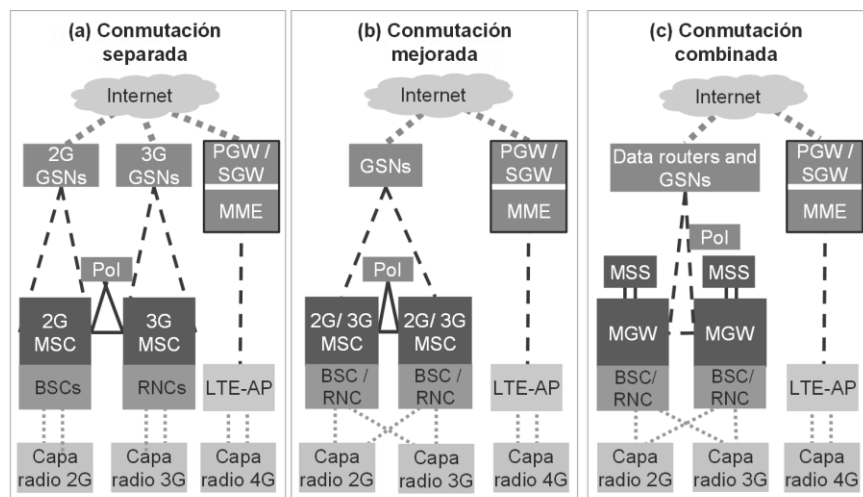 (a) Conmutación
separada
Internet
2G
GSNs
3G
GSNs
PGW /
SGW
MME
PoI
2G
MSC
3G
MSC
BSCs
RNCs
LTE-AP
Capa
radio 2G
Capa
radio 3G
Capa
radio 4G
(b) Conmutación
mejorada
Internet
GSNs
PGW /
SGW
MME
PoI
2G/ 3G
MSC
2G/ 3G
MSC
BSC /
RNC
BSC /
RNC
LTE-AP
Capa
radio 2G
Capa
radio 3G
Capa
radio 4G
(c) Conmutación
combinada
Internet
Data routers and
GSNs
PGW /
SGW
MME
PoI
MSS
MSS
MGW
MGW
BSC/
RNC
BSC/
RNC
LTE-AP
Capa
radio 2G
Capa
radio 3G
Capa
radio 4G